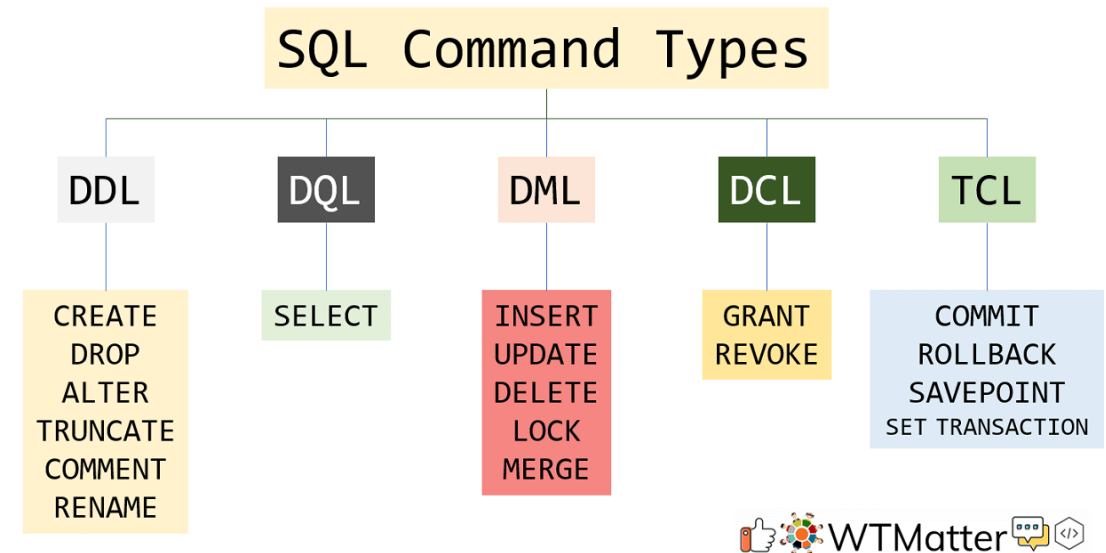 SQL Command Types
DDL
DQL
DML
DCL
TCL
CREATE
DROP
ALTER
TRUNCATE
COMMENT
RENAME
SELECT
INSERT
UPDATE
DELETE
LOCK
MERGE
GRANT
REVOKE
COMMIT
ROLLBACK
SAVEPOINT
SET TRANSACTION
WTMatter